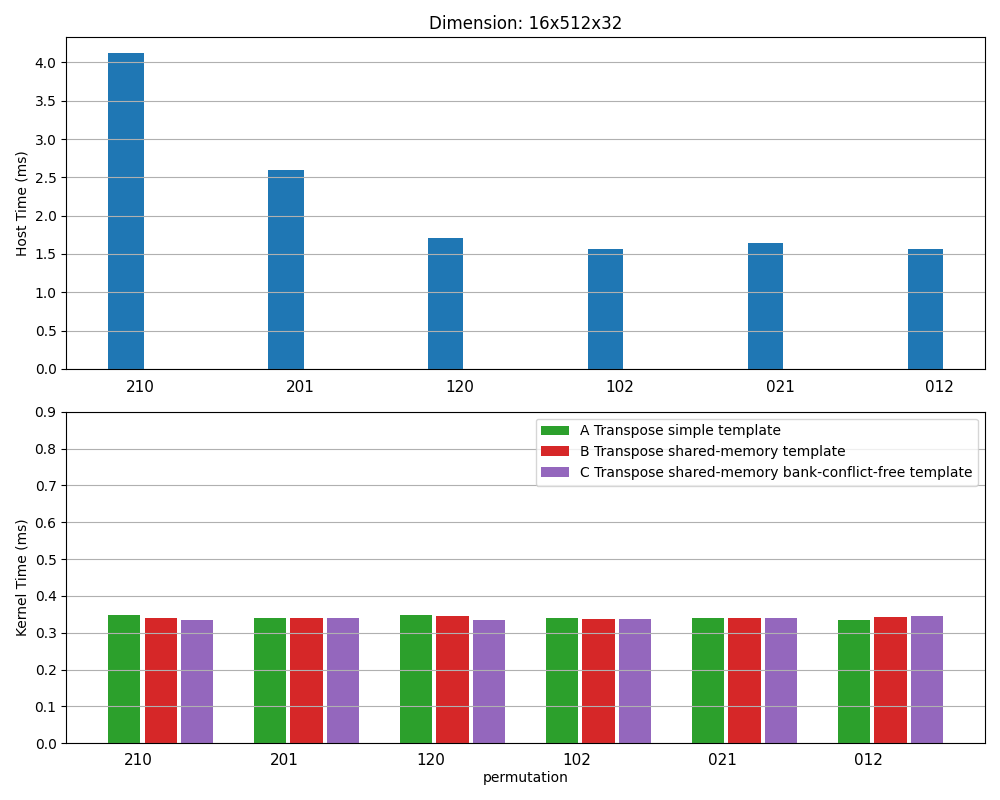 Dimension: 16x512x32
Host Time (ms)
4.0
3.5
3.0
2.5
2.0
1.5
1.0
0.5
0.0
210 201 120 102 021 012
Kernel Time (ms)
0.9
0.8
0.7
0.6
0.5
0.4
0.3
0.2
0.1
0.0
A Transpose simple template
B Transpose shared-memory template
C Transpose shared-memory bank-conflict-free template
210 201 120 102 021 012
permutation